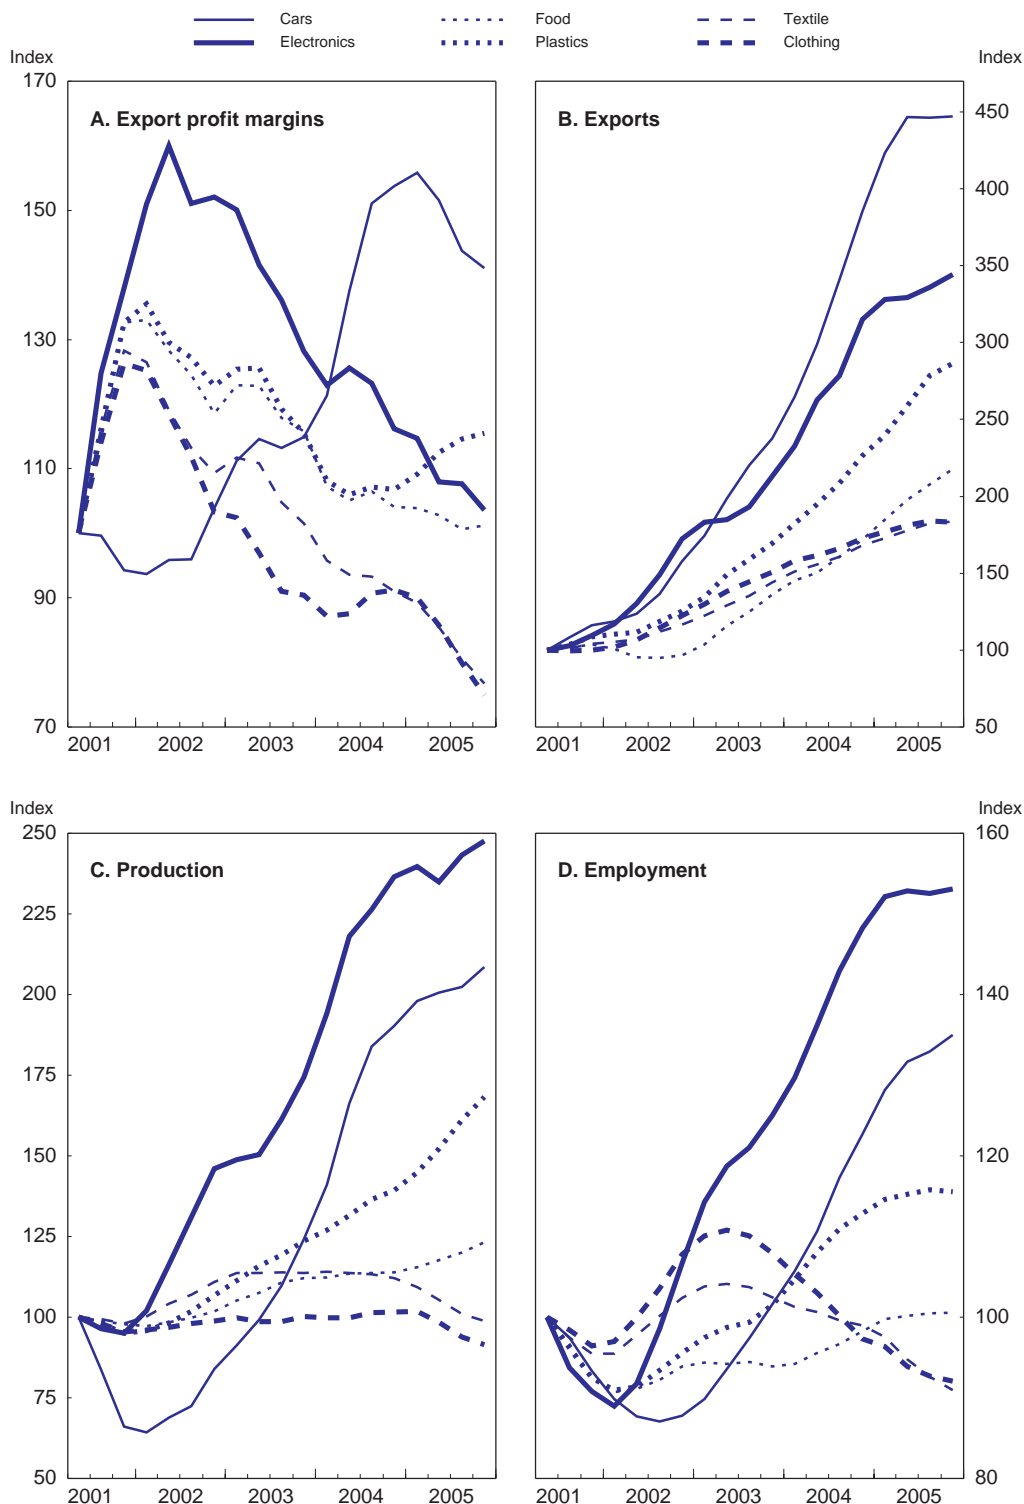 Cars Food Textile
Electronics Plastics Clothing
Index Index
A. Export profit margins
170
150
130
110
90
70
2001 2002 2003 2004 2005
B. Exports
450
400
350
300
250
200
150
100
50
2001 2002 2003 2004 2005
Index Index
C. Production
250
225
200
175
150
125
100
75
50
2001 2002 2003 2004 2005
D. Employment
160
140
120
100
80
2001 2002 2003 2004 2005